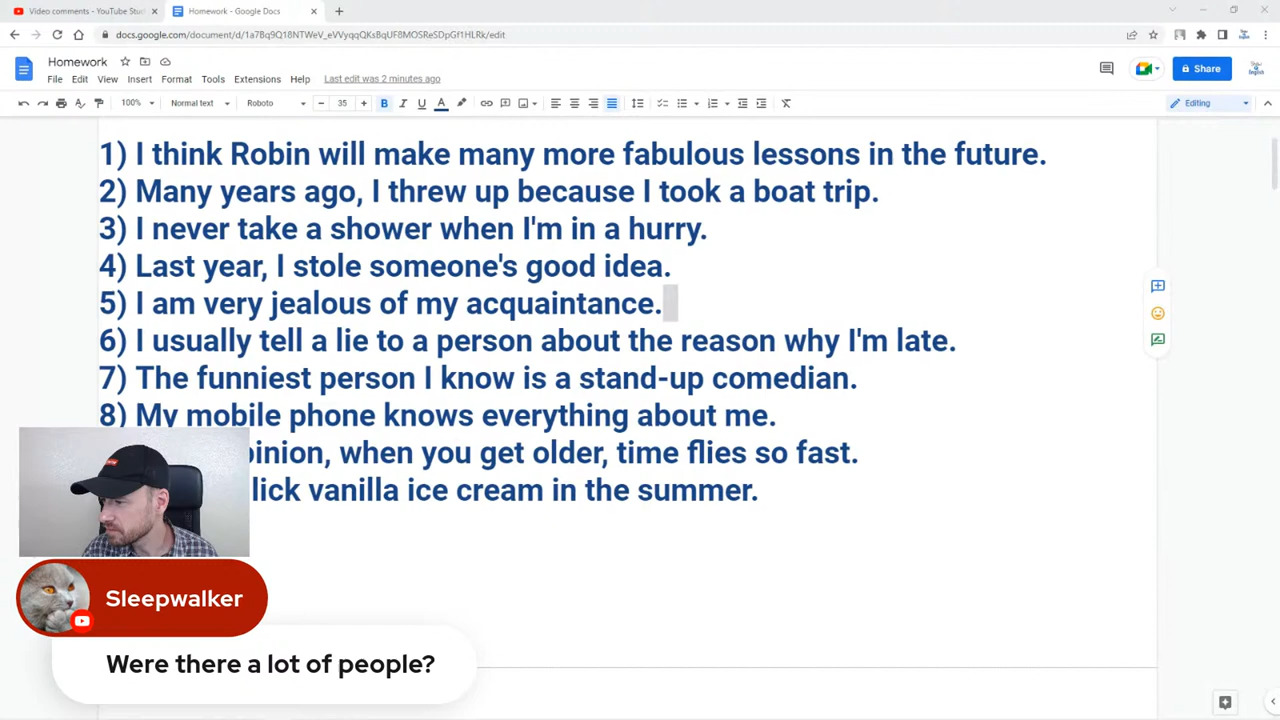 Video comments - YouTube Stud
Homework - Google Docs
docs.google.com/document/d/1a7Bq9Q18NTWeV_eVVyqqQKsBqUF8MOSReSDpGf1HLRk/edit
Homework
File Edit View Insert Format Tools Extensions Help Last edit was 2 minutes ago
Share
100% Normal text Roboto 35 B I U A Editing
1) I think Robin will make many more fabulous lessons in the future.
2) Many years ago, I threw up because I took a boat trip.
3) I never take a shower when I'm in a hurry.
4) Last year, I stole someone's good idea.
5) I am very jealous of my acquaintance.
6) I usually tell a lie to a person about the reason why I'm late.
7) The funniest person I know is a stand-up comedian.
8) My mobile phone knows everything about me.
pinion, when you get older, time flies so fast.
lick vanilla ice cream in the summer.
Sleepwalker
Were there a lot of people?